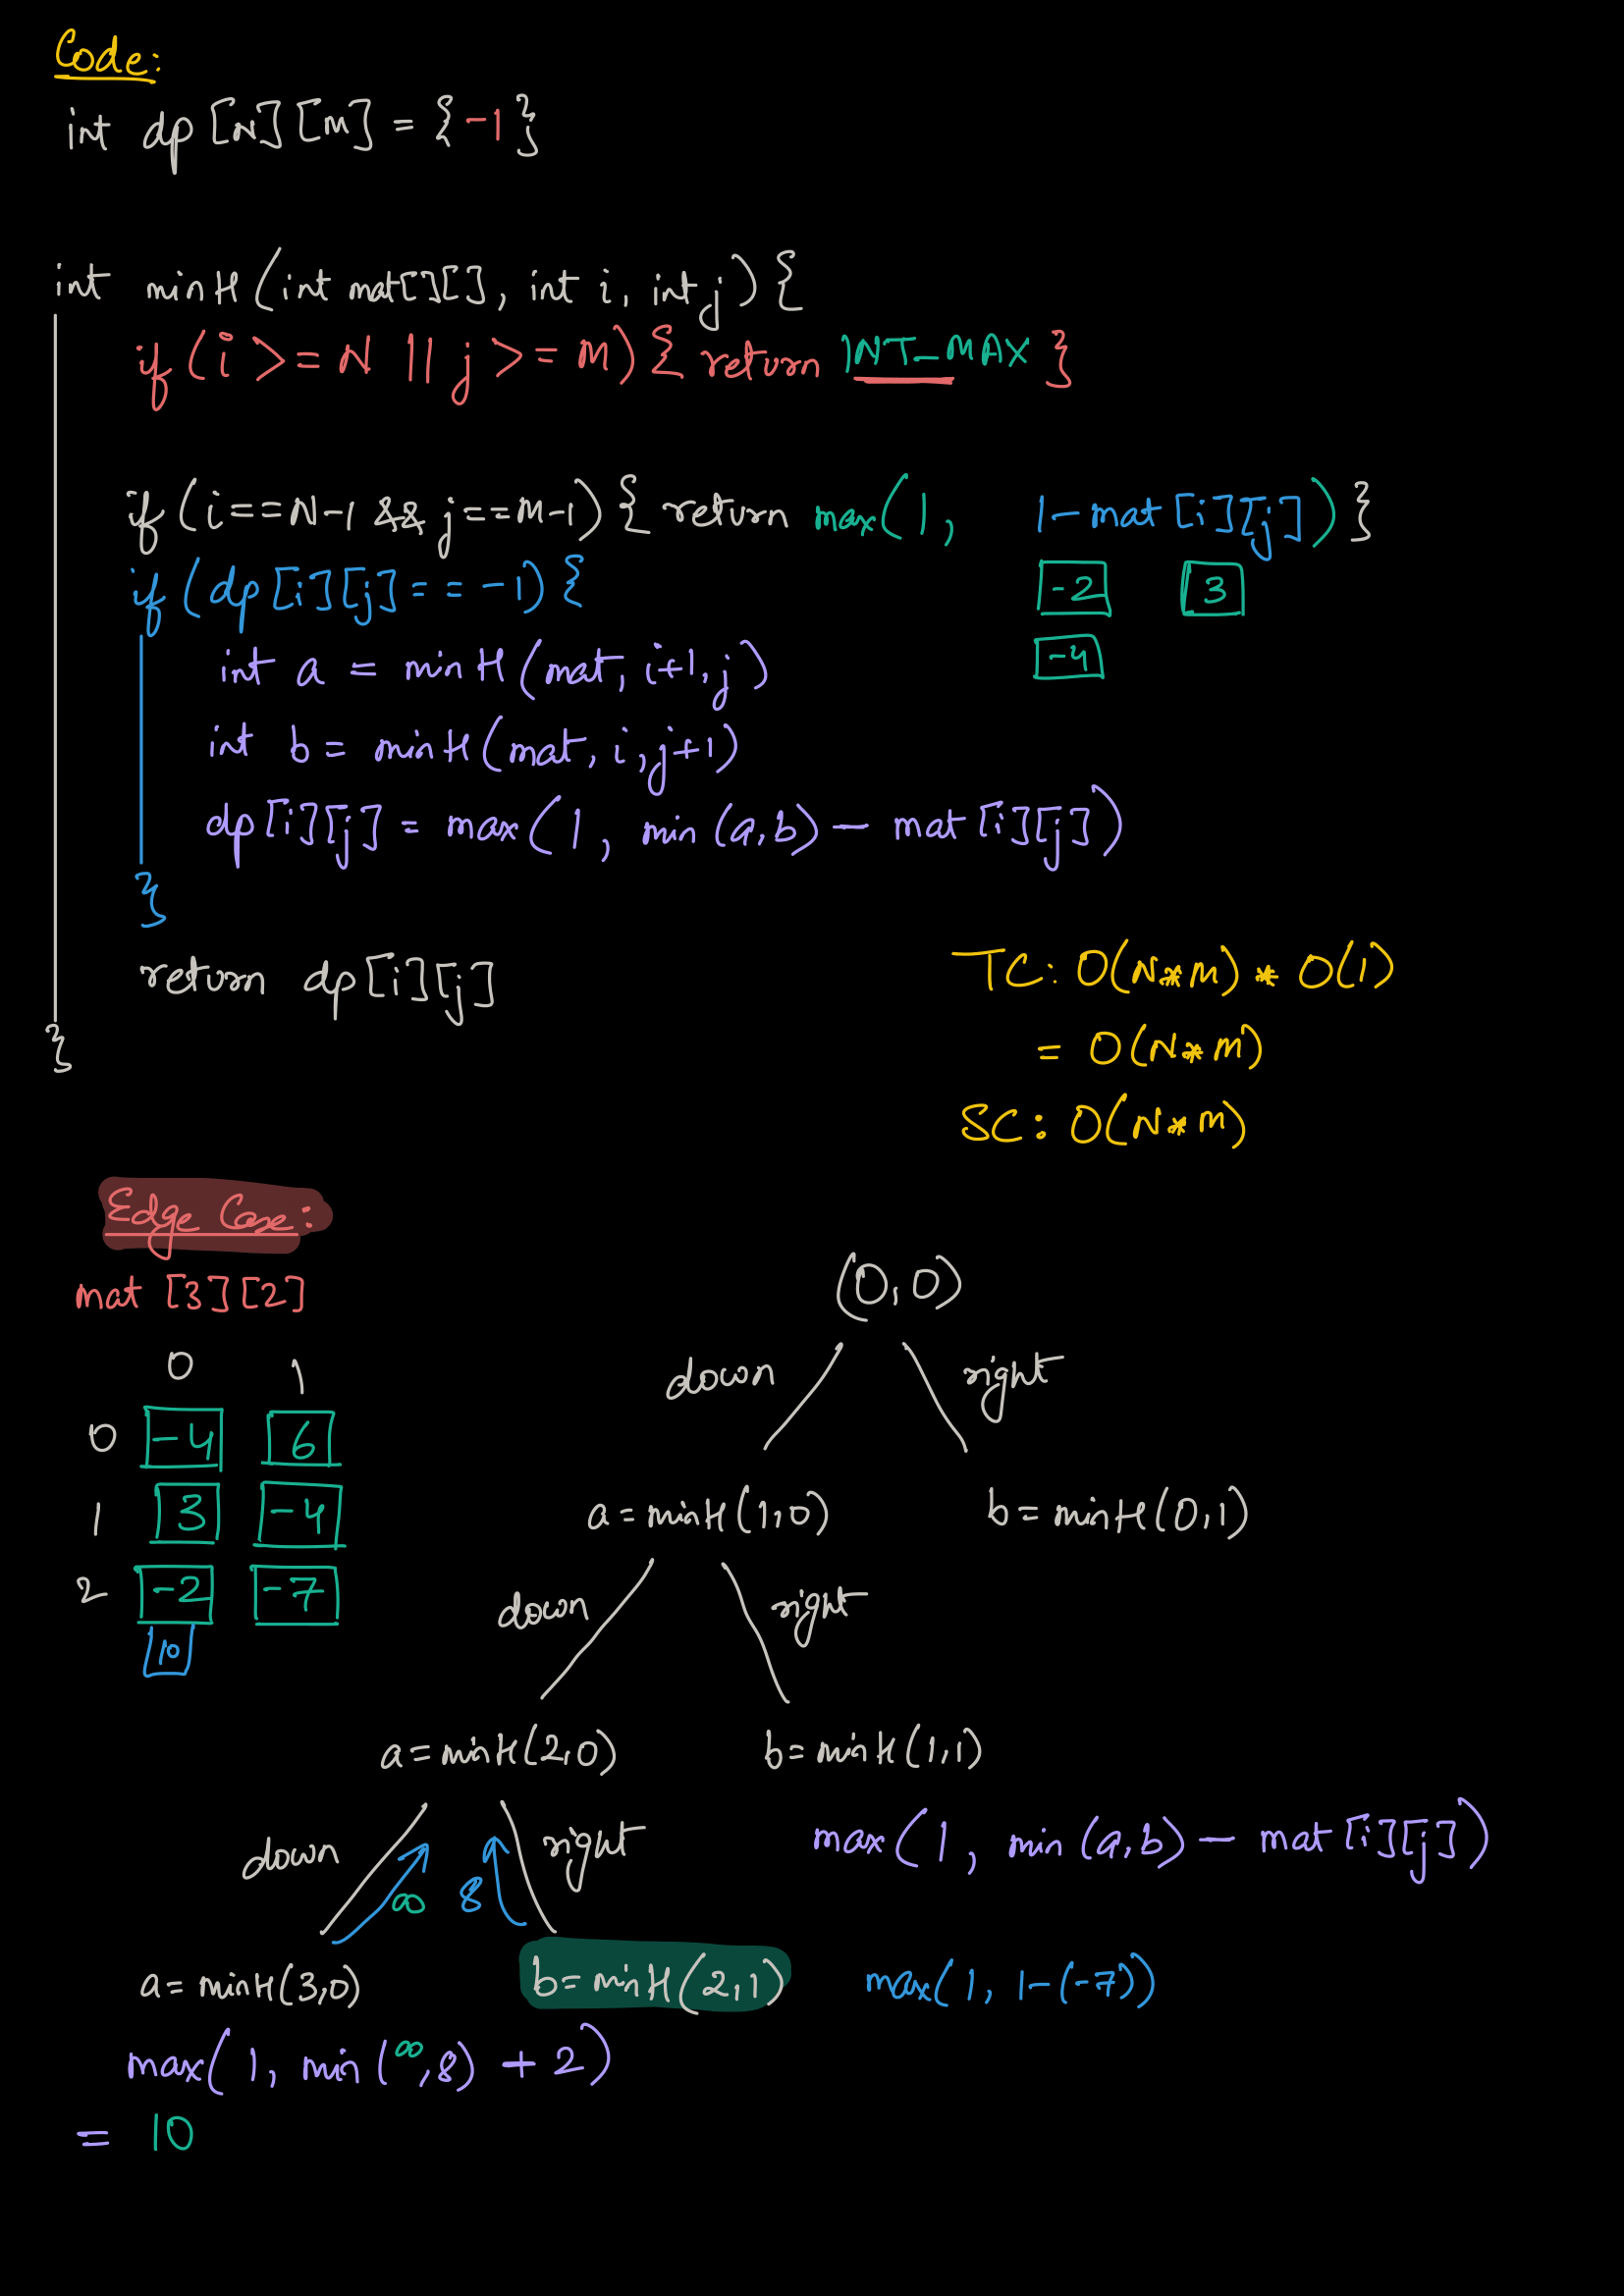 Code:
int dp[N][M] = {-1}
int minH(int mat[][], int i, int j){
if(i >= N || j >= M){ return INT_MAX }
if(i==N-1 && j==M-1){ return max(1, 1-mat[i][j])}
if(dp[i][j]== -1){
-2 3
-4
int a = minH(mat, i+1, j)
int b = minH(mat, i, j+1)
dp[i][j] = max(1, min(a,b) - mat[i][j])
}
return dp[i][j]
}
TC: O(N*M) * O(1)
= O(N*M)
SC: O(N*M)
Edge Case:
mat [3][2]
(0,0)
0 1
down right
0 -4 6
1 3 -4
a = minH(1,0) b = minH(0,1)
2 -2 -7
down right
10
a = minH(2,0) b = minH(1,1)
down right
max(1, min(a,b) - mat[i][j])
∞ 8
a = minH(3,0) b = minH(2,1) max(1, 1-(-7))
max(1, min(∞,8) + 2)
= 10